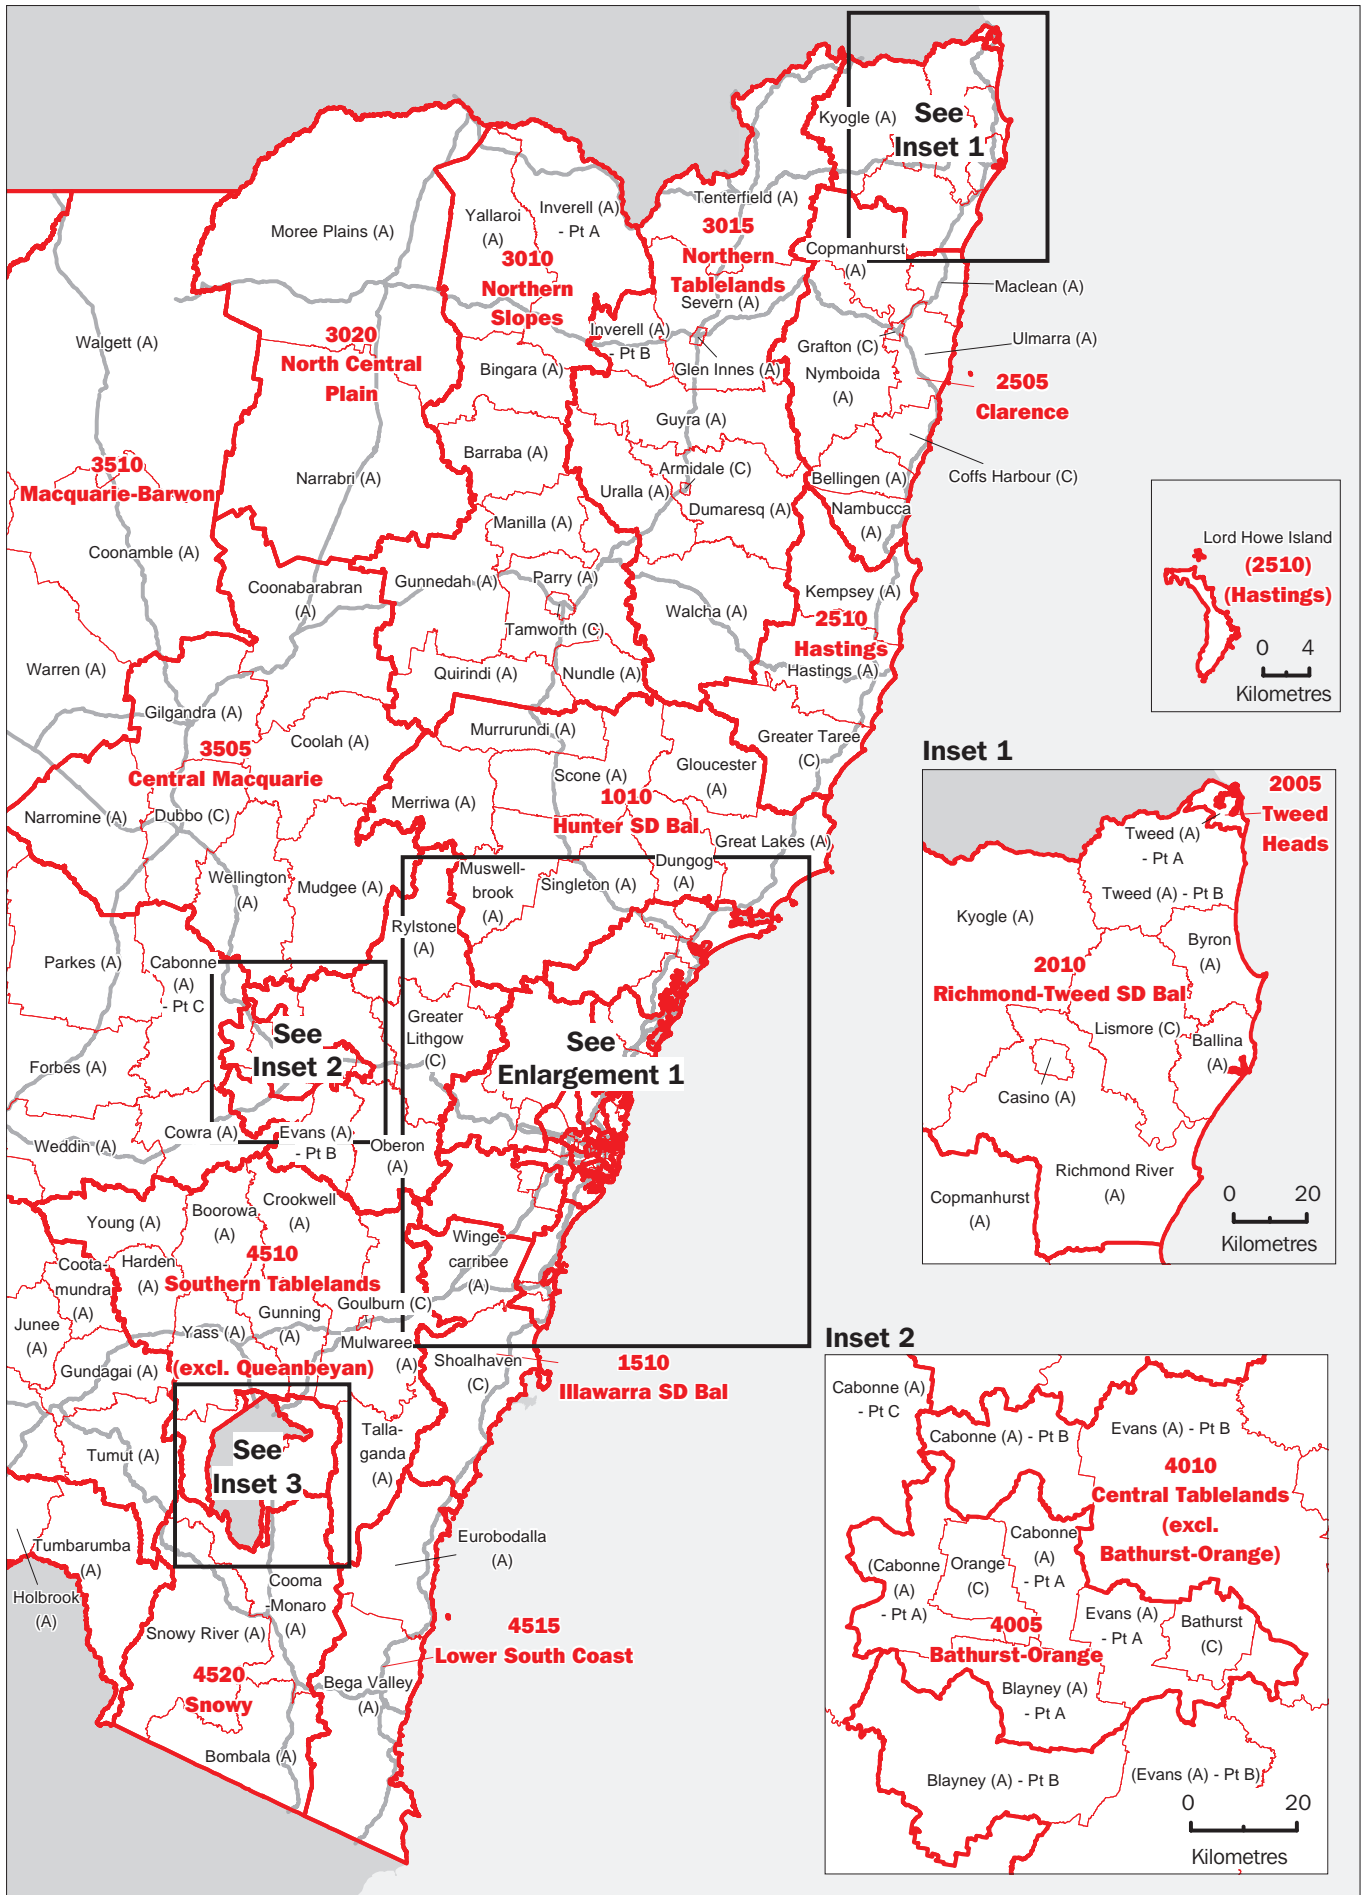 See
Inset 1
Kyogle (A)
Tenterfield (A)
3015
Northern
Tablelands
Severn (A)
Inverell (A)
- Pt A
Yallaroi
(A)
3010
Northern
Slopes
Moree Plains (A)
Copmanhurst
(A)
Maclean (A)
Walgett (A)
3020
North Central
Plain
Inverell (A)
- Pt B
Glen Innes (A)
Grafton (C)
Ulmarra (A)
Bingara (A)
Nymboida
(A)
2505
Clarence
Guyra (A)
Barraba (A)
3510
Macquarie-Barwon
Narrabri (A)
Armidale (C)
Uralla (A)
Dumaresq (A)
Bellingen (A)
Coffs Harbour (C)
Nambucca
(A)
Manilla (A)
Coonamble (A)
Coonabarabran
(A)
Gunnedah (A)
Parry (A)
Tamworth (C)
Walcha (A)
Kempsey (A)
2510
Hastings
Hastings (A)
Lord Howe Island
(2510)
(Hastings)
0 4
Kilometres
Warren (A)
Quirindi (A)
Nundle (A)
Gilgandra (A)
Coolah (A)
3505
Central Macquarie
Murrurundi (A)
Scone (A)
Gloucester
(A)
Greater Taree
(C)
1010
Hunter SD Bal
Merriwa (A)
Narromine (A)
Dubbo (C)
Great Lakes (A)
Wellington
(A)
Mudgee (A)
Muswell-
brook
(A)
Singleton (A)
Dungog
(A)
Rylstone
(A)
Parkes (A)
Cabonne
(A)
- Pt C
See
Inset 2
Greater
Lithgow
(C)
See
Enlargement 1
Forbes (A)
Weddin (A)
Cowra (A)
Evans (A)
- Pt B
Oberon
(A)
Young (A)
Boorowa
(A)
Crookwell
(A)
4510
Southern Tablelands
(excl. Queanbeyan)
Winge-
carribee
(A)
Coota-
mundra
(A)
Harden
(A)
Goulburn (C)
Gunning
(A)
Yass (A)
Mulwaree
(A)
Junee
(A)
Gundagai (A)
Shoalhaven
(C)
1510
Illawarra SD Bal
See
Inset 3
Talla-
ganda
(A)
Tumut (A)
Tumbarumba
(A)
Holbrook
(A)
Eurobodalla
(A)
Cooma
-Monaro
(A)
Snowy River (A)
4515
Lower South Coast
4520
Snowy
Bega Valley
(A)
Bombala (A)
Inset 1
2005
Tweed
Heads
Tweed (A)
- Pt A
Tweed (A) - Pt B
Kyogle (A)
Byron
(A)
2010
Richmond-Tweed SD Bal
Lismore (C)
Ballina
(A)
Casino (A)
Richmond River
(A)
Copmanhurst
(A)
0 20
Kilometres
Inset 2
Cabonne (A)
- Pt C
Cabonne (A) - Pt B
Evans (A) - Pt B
4010
Central Tablelands
(excl.
Bathurst-Orange)
Cabonne
(A)
- Pt A
Orange
(C)
(Cabonne
(A)
- Pt A)
4005
Bathurst-Orange
Evans (A)
- Pt A
Bathurst
(C)
Blayney (A)
- Pt A
Blayney (A) - Pt B
(Evans (A) - Pt B)
0 20
Kilometres